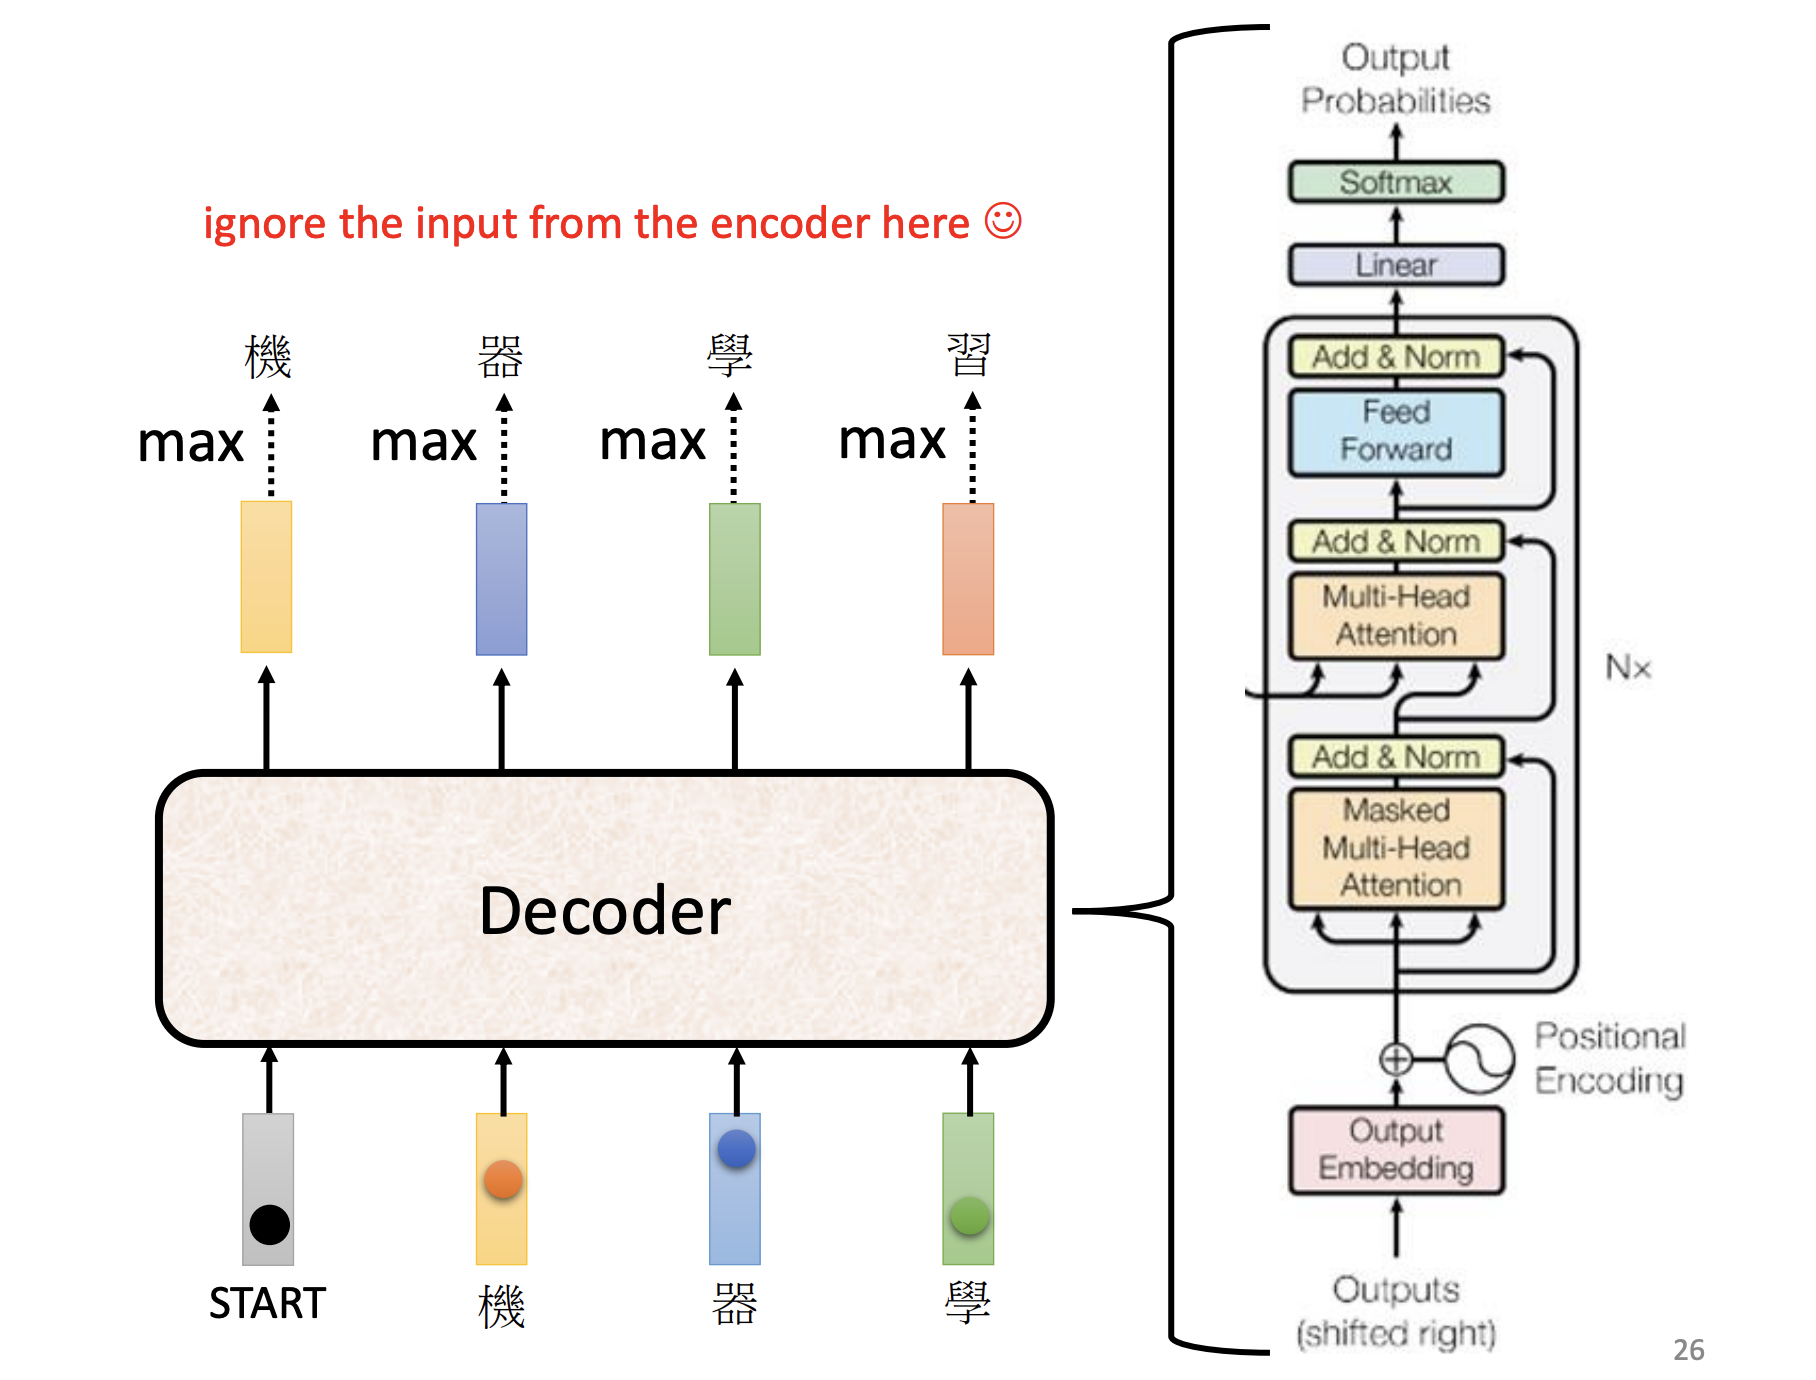 ignore the input from the encoder here ☺
機 器 學 習
max max max max
Decoder
START 機 器 學
Output
Probabilities
Softmax
Linear
Add & Norm
Feed
Forward
Add & Norm
Multi-Head
Attention
N×
Add & Norm
Masked
Multi-Head
Attention
Positional
Encoding
Output
Embedding
Outputs
(shifted right)
26